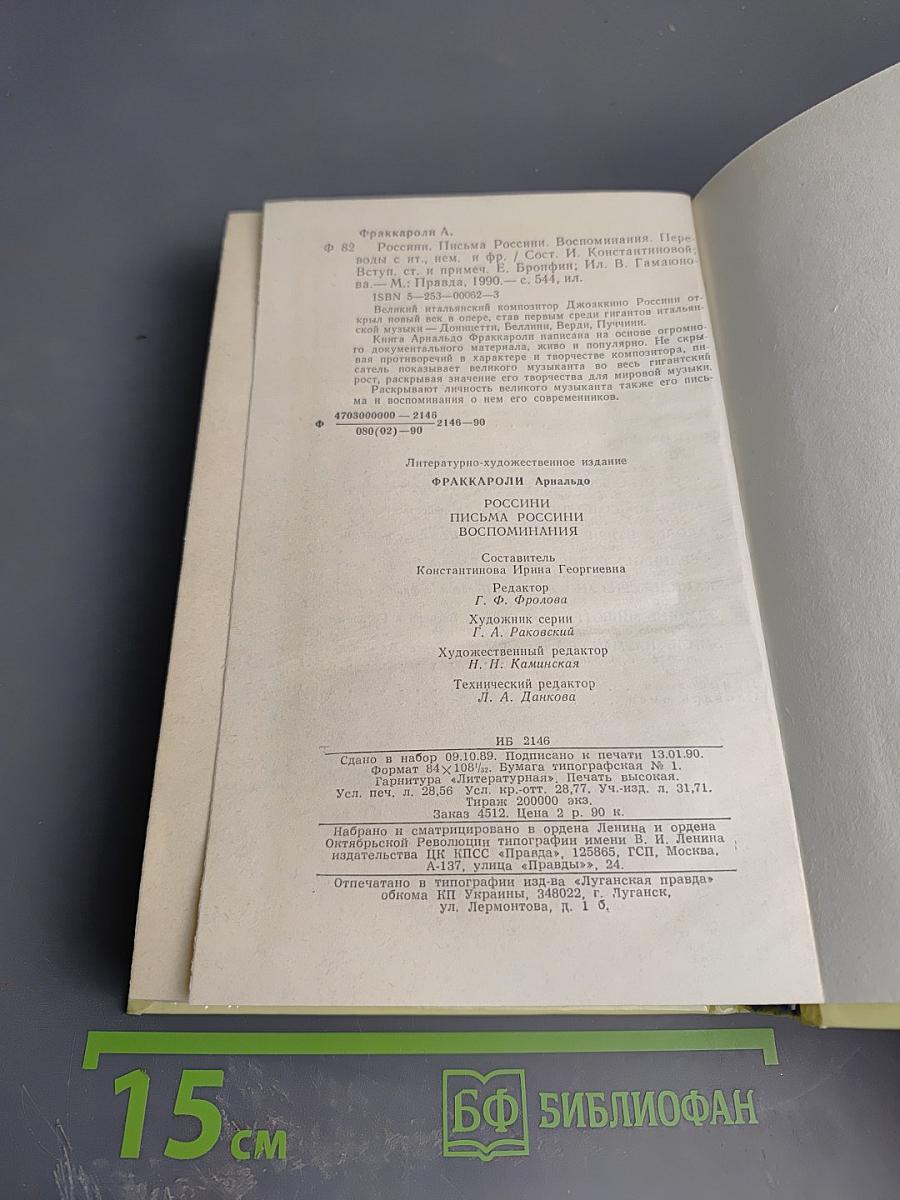 Фраккароли А.
Ф 82 Россини. Письма Россини. Воспоминания. Пере-
воды с ит., нем. и фр. / Сост. И. Константиновой;
Вступ. ст. и примеч. Е. Бронфин; Ил. В. Гамаюно-
ва.— М.: Правда, 1990.— с. 544, ил.
ISBN 5—253—00062—3
Великий итальянский композитор Джоаккино Россини от-
крыл новый век в опере, став первым среди гигантов итальян-
ской музыки — Доницетти, Беллини, Верди, Пуччини.
Книга Арнальдо Фраккароли написана на основе огромно-
го документального материала, живо и популярно. Не скры-
вая противоречий в характере и творчестве композитора, пи-
сатель показывает великого музыканта во весь гигантский
рост, раскрывая значение его творчества для мировой музыки.
Раскрывают личность великого музыканта также его пись-
ма и воспоминания о нем его современников.
Ф 4703000000—2146
080(02)—90 2146—90
Литературно-художественное издание
ФРАККАРОЛИ Арнальдо
РОССИНИ
ПИСЬМА РОССИНИ
ВОСПОМИНАНИЯ
Составитель
Константинова Ирина Георгиевна
Редактор
Г. Ф. Фролова
Художник серии
Г. А. Раковский
Художественный редактор
Н. Н. Каминская
Технический редактор
Л. А. Данкова
ИБ 2146
Сдано в набор 09.10.89. Подписано к печати 13.01.90.
Формат 84×108¹/₃₂. Бумага типографская № 1.
Гарнитура «Литературная». Печать высокая.
Усл. печ. л. 28,56 Усл. кр.-отт. 28,77. Уч.-изд. л. 31,71.
Тираж 200000 экз.
Заказ 4512. Цена 2 р. 90 к.
Набрано и сматрицировано в ордена Ленина и ордена
Октябрьской Революции типографии имени В. И. Ленина
издательства ЦК КПСС «Правда», 125865, ГСП, Москва,
А-137, улица «Правды», 24.
Отпечатано в типографии изд-ва «Луганская правда»
обкома КП Украины, 348022, г. Луганск,
ул. Лермонтова, д. 1 б.
15 см
БФ БИБЛИОФАН